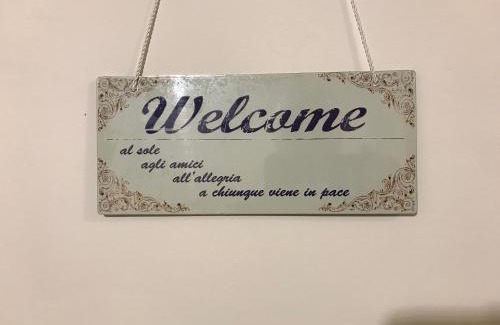 Welcome
al sole
agli amici
all'allegria
a chiunque viene in pace